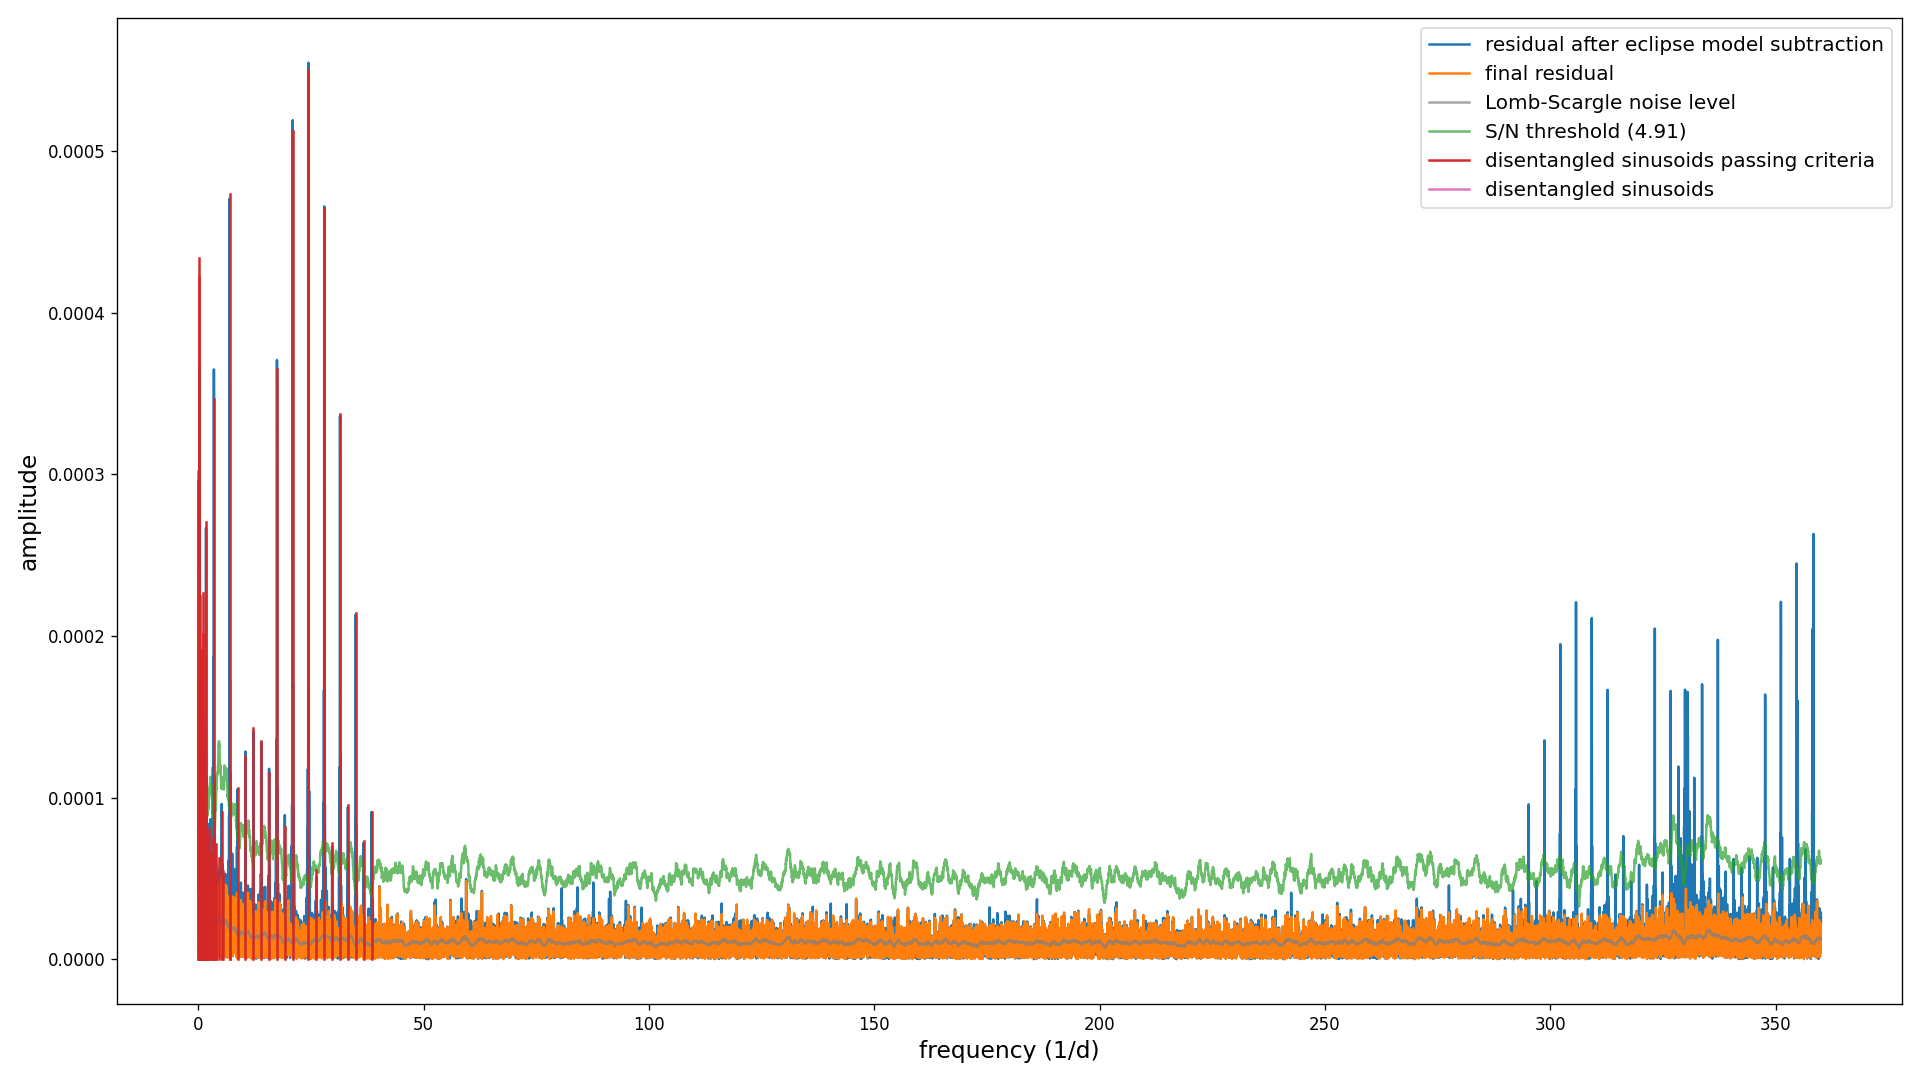 residual after eclipse model subtraction
final residual
Lomb-Scargle noise level
S/N threshold (4.91)
disentangled sinusoids passing criteria
disentangled sinusoids
amplitude
0.0005
0.0004
0.0003
0.0002
0.0001
0.0000
0 50 100 150 200 250 300 350
frequency (1/d)